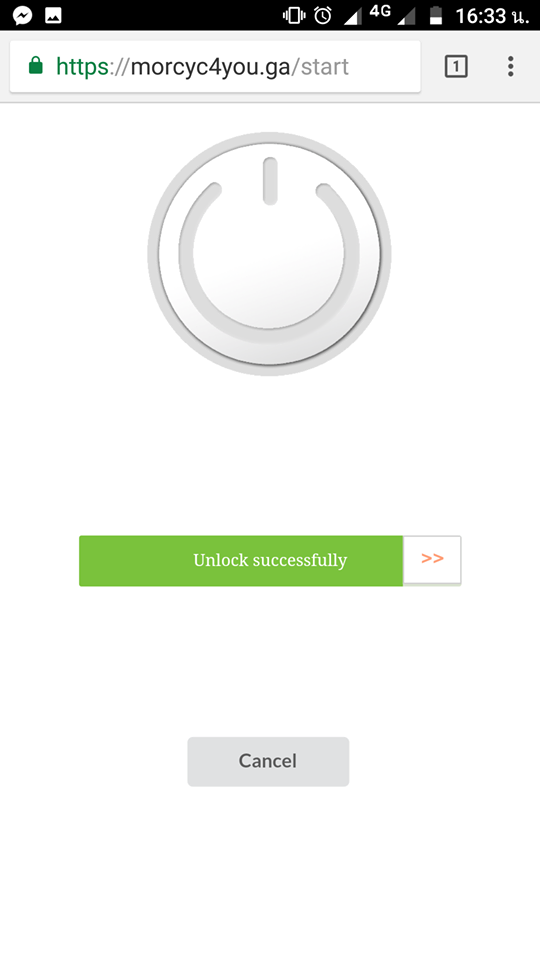 4G 16:33 น.
https://morcyc4you.ga/start 1
Unlock successfully >>
Cancel